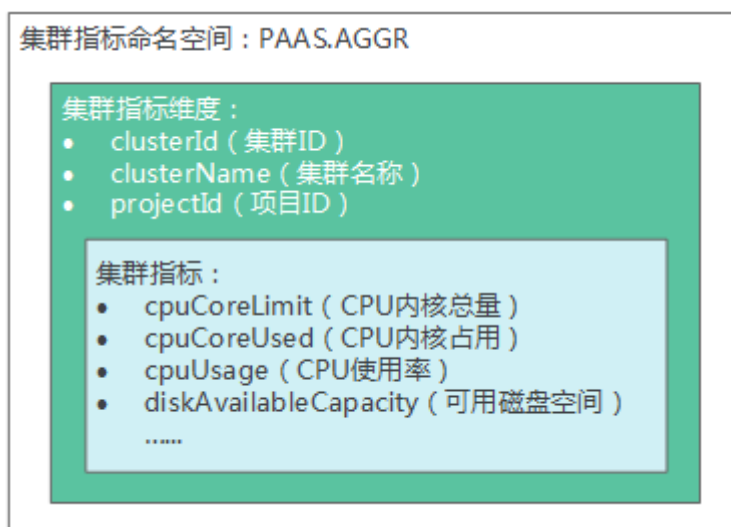 集群指标命名空间：PAAS.AGGR
集群指标维度：
• clusterId（集群ID）
• clusterName（集群名称）
• projectId（项目ID）
集群指标：
• cpuCoreLimit（CPU内核总量）
• cpuCoreUsed（CPU内核占用）
• cpuUsage（CPU使用率）
• diskAvailableCapacity（可用磁盘空间）
……